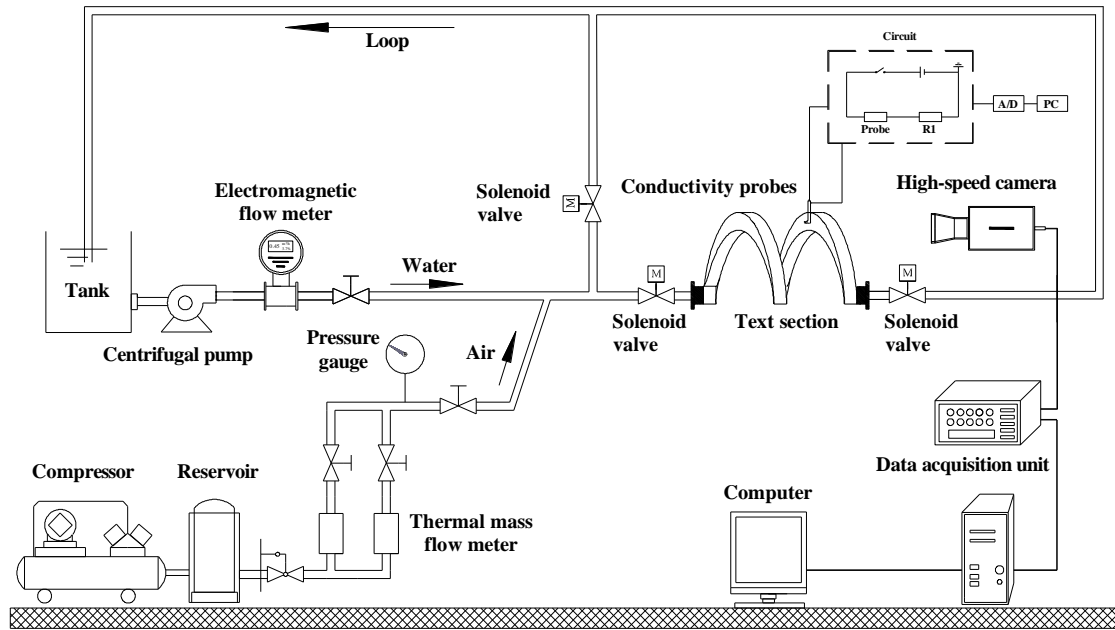 Loop
Circuit
Probe
R1
A/D
PC
Electromagnetic
flow meter
Solenoid
valve
M
Conductivity probes
High-speed camera
Tank
Water
M
M
Centrifugal pump
Solenoid
valve
Text section
Solenoid
valve
Pressure
gauge
Air
Compressor
Reservoir
Thermal mass
flow meter
Data acquisition unit
Computer